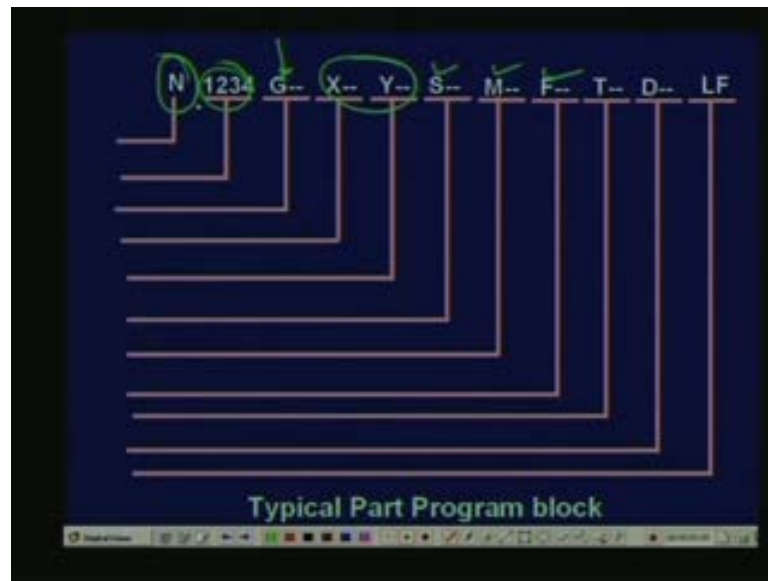 N 1234 G-- X-- Y-- S-- M-- F-- T-- D-- LF
Typical Part Program block